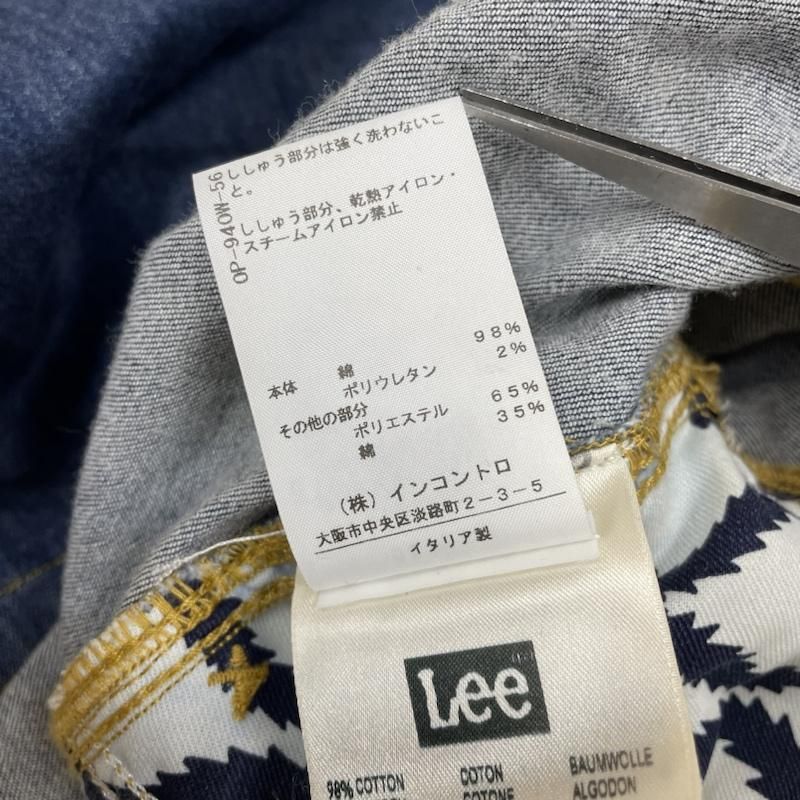 OP-940W-56
ししゅう部分は強く洗わないこ
と。
ししゅう部分、乾熱アイロン・
スチームアイロン禁止
本体 綿 98%
ポリウレタン 2%
その他の部分
ポリエステル 65%
綿 35%
(株)インコントロ
大阪市中央区淡路町2-3-5
イタリア製
Lee
98% COTTON COTON BAUMWOLLE
COTONE ALGODON